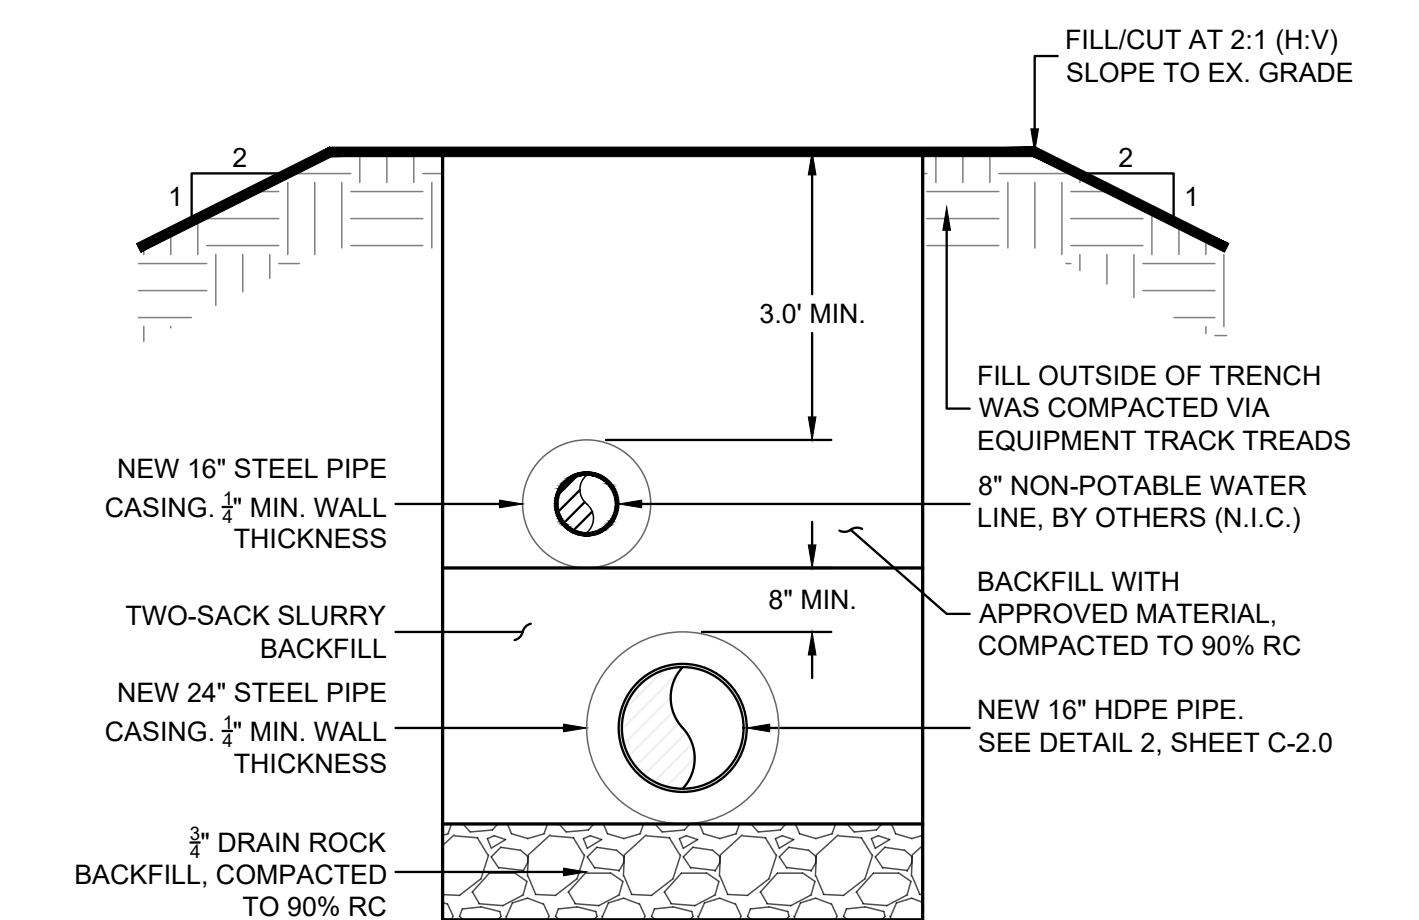 FILL/CUT AT 2:1 (H:V)
SLOPE TO EX. GRADE
2
1
2
1
3.0' MIN.
FILL OUTSIDE OF TRENCH
WAS COMPACTED VIA
EQUIPMENT TRACK TREADS
NEW 16" STEEL PIPE
CASING. 1/4" MIN. WALL
THICKNESS
8" NON-POTABLE WATER
LINE, BY OTHERS (N.I.C.)
8" MIN.
BACKFILL WITH
APPROVED MATERIAL,
COMPACTED TO 90% RC
TWO-SACK SLURRY
BACKFILL
NEW 24" STEEL PIPE
CASING. 1/4" MIN. WALL
THICKNESS
NEW 16" HDPE PIPE.
SEE DETAIL 2, SHEET C-2.0
3/4" DRAIN ROCK
BACKFILL, COMPACTED
TO 90% RC